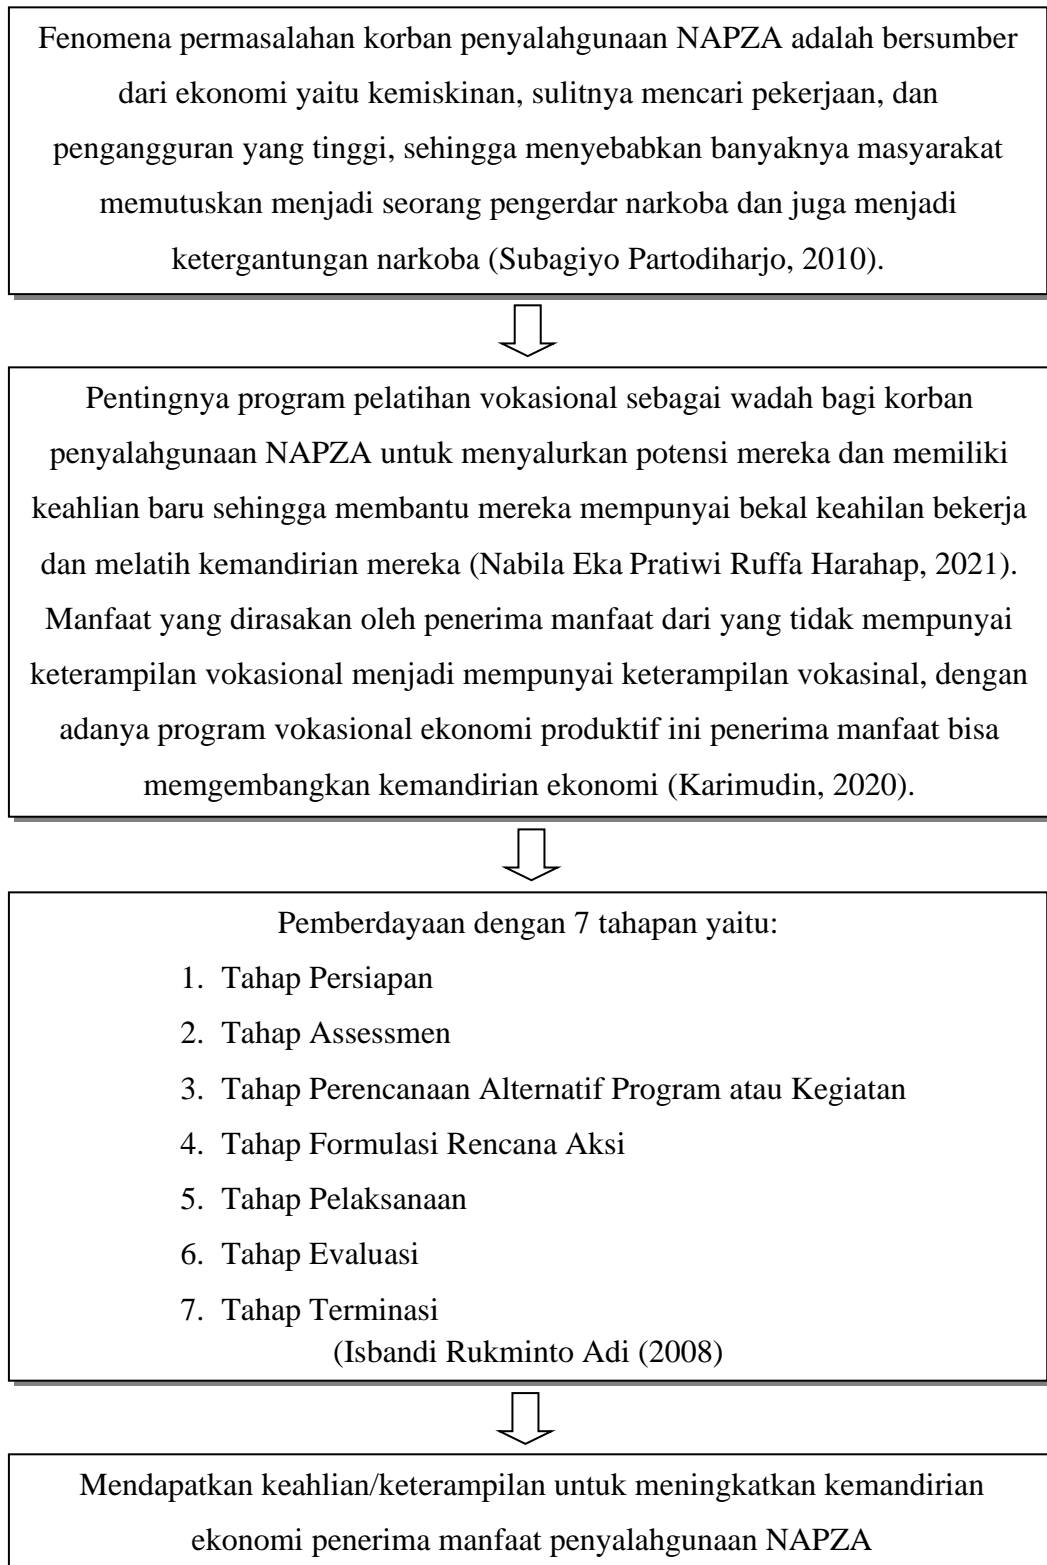 Fenomena permasalahan korban penyalahgunaan NAPZA adalah bersumber
dari ekonomi yaitu kemiskinan, sulitnya mencari pekerjaan, dan
pengangguran yang tinggi, sehingga menyebabkan banyaknya masyarakat
memutuskan menjadi seorang pengerdar narkoba dan juga menjadi
ketergantungan narkoba (Subagiyo Partodiharjo, 2010).
Pentingnya program pelatihan vokasional sebagai wadah bagi korban
penyalahgunaan NAPZA untuk menyalurkan potensi mereka dan memiliki
keahlian baru sehingga membantu mereka mempunyai bekal keahilan bekerja
dan melatih kemandirian mereka (Nabila Eka Pratiwi Ruffa Harahap, 2021).
Manfaat yang dirasakan oleh penerima manfaat dari yang tidak mempunyai
keterampilan vokasional menjadi mempunyai keterampilan vokasinal, dengan
adanya program vokasional ekonomi produktif ini penerima manfaat bisa
memgembangkan kemandirian ekonomi (Karimudin, 2020).
Pemberdayaan dengan 7 tahapan yaitu:
1. Tahap Persiapan
2. Tahap Assessmen
3. Tahap Perencanaan Alternatif Program atau Kegiatan
4. Tahap Formulasi Rencana Aksi
5. Tahap Pelaksanaan
6. Tahap Evaluasi
7. Tahap Terminasi
(Isbandi Rukminto Adi (2008)
Mendapatkan keahlian/keterampilan untuk meningkatkan kemandirian
ekonomi penerima manfaat penyalahgunaan NAPZA